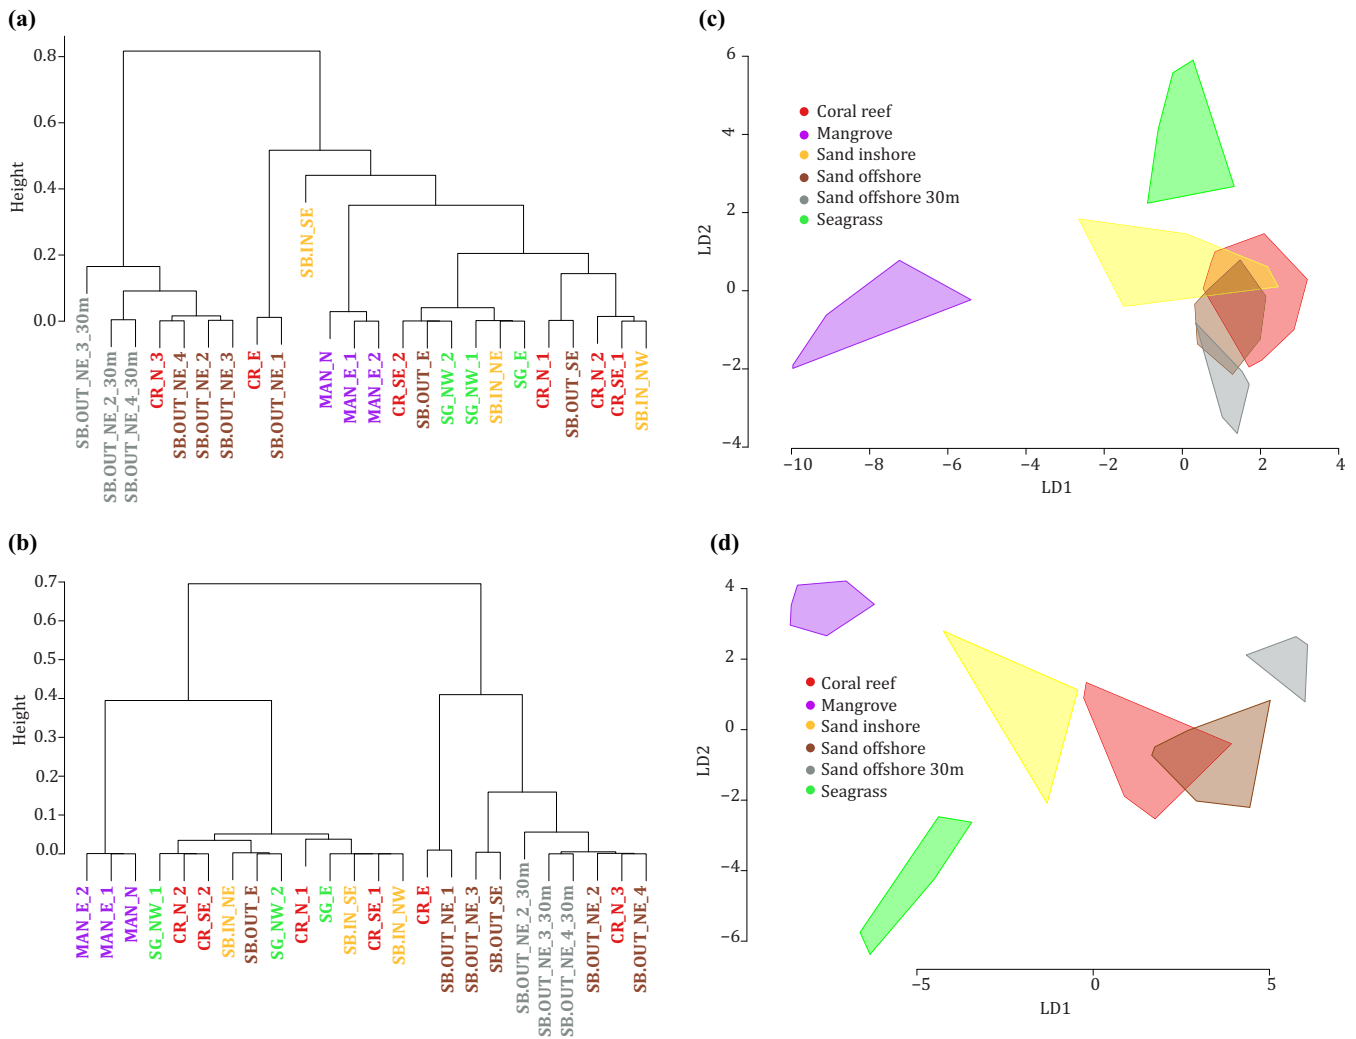 (a)
0.8
0.6
0.4
0.2
0.0
Height
SB.OUT_NE_3_30m
SB.OUT_NE_2_30m
SB.OUT_NE_4_30m
CR_N_3
SB.OUT_NE_4
SB.OUT_NE_2
SB.OUT_NE_3
CR_E
SB.OUT_NE_1
SB.IN_SE
MAN_N
MAN_E_1
MAN_E_2
CR_SE_2
SB.OUT_E
SG_NW_2
SG_NW_1
SB.IN_NE
SG_E
CR_N_1
SB.OUT_SE
CR_N_2
CR_SE_1
SB.IN_NW
(c)
6
4
2
0
−2
−4
LD2
Coral reef
Mangrove
Sand inshore
Sand offshore
Sand offshore 30m
Seagrass
−10 −8 −6 −4 −2 0 2 4
LD1
(b)
0.7
0.6
0.5
0.4
0.3
0.2
0.1
0.0
Height
MAN_E_2
MAN_E_1
MAN_N
SG_NW_1
CR_N_2
CR_SE_2
SB.IN_NE
SB.OUT_E
SG_NW_2
CR_N_1
SG_E
SB.IN_SE
CR_SE_1
SB.IN_NW
CR_E
SB.OUT_NE_1
SB.OUT_NE_3
SB.OUT_SE
SB.OUT_NE_2_30m
SB.OUT_NE_3_30m
SB.OUT_NE_4_30m
SB.OUT_NE_2
CR_N_3
SB.OUT_NE_4
(d)
4
2
0
−2
−4
−6
LD2
Coral reef
Mangrove
Sand inshore
Sand offshore
Sand offshore 30m
Seagrass
−5 0 5
LD1